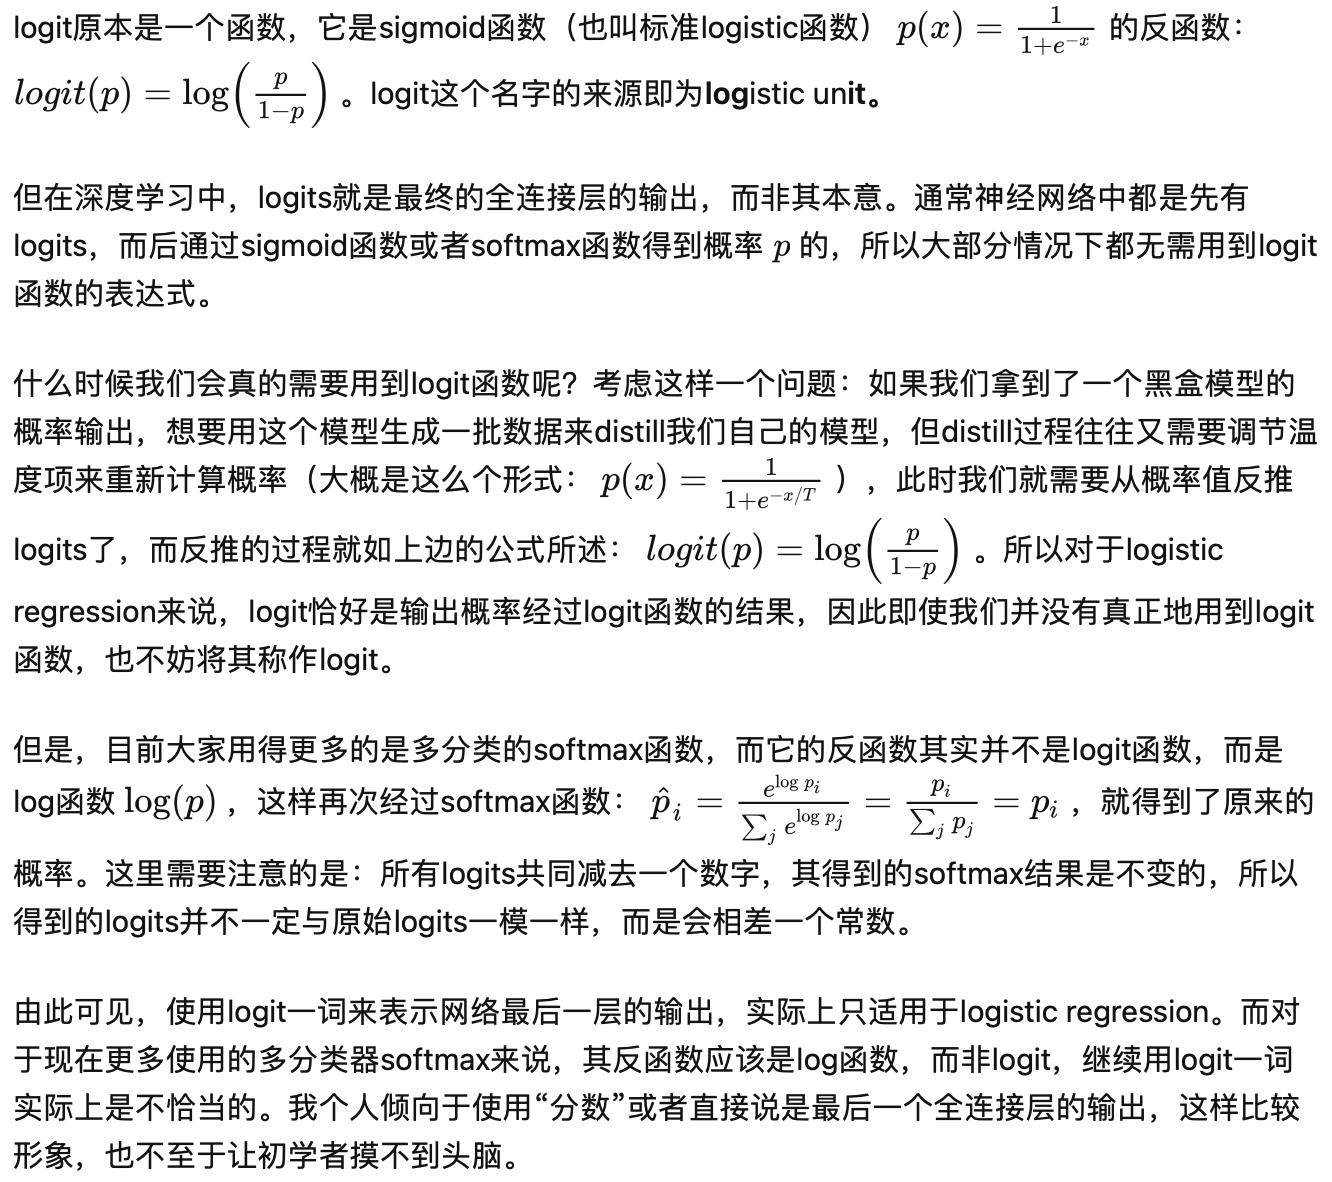 logit原本是一个函数，它是sigmoid函数（也叫标准logistic函数） $p(x) = \frac{1}{1+e^{-x}}$ 的反函数：
$logit(p) = \log\left(\frac{p}{1-p}\right)$ 。logit这个名字的来源即为logistic unit。
但在深度学习中，logits就是最终的全连接层的输出，而非其本意。通常神经网络中都是先有
logits，而后通过sigmoid函数或者softmax函数得到概率 $p$ 的，所以大部分情况下都无需用到logit
函数的表达式。
什么时候我们会真的需要用到logit函数呢？考虑这样一个问题：如果我们拿到了一个黑盒模型的
概率输出，想要用这个模型生成一批数据来distill我们自己的模型，但distill过程往往又需要调节温
度项来重新计算概率（大概是这么个形式： $p(x) = \frac{1}{1+e^{-x/T}}$ ），此时我们就需要从概率值反推
logits了，而反推的过程就如上边的公式所述： $logit(p) = \log\left(\frac{p}{1-p}\right)$ 。所以对于logistic
regression来说，logit恰好是输出概率经过logit函数的结果，因此即使我们并没有真正地用到logit
函数，也不妨将其称作logit。
但是，目前大家用得更多的是多分类的softmax函数，而它的反函数其实并不是logit函数，而是
log函数 $\log(p)$ ，这样再次经过softmax函数： $\hat{p}_i = \frac{e^{\log p_i}}{\sum_j e^{\log p_j}} = \frac{p_i}{\sum_j p_j} = p_i$ ，就得到了原来的
概率。这里需要注意的是：所有logits共同减去一个数字，其得到的softmax结果是不变的，所以
得到的logits并不一定与原始logits一模一样，而是会相差一个常数。
由此可见，使用logit一词来表示网络最后一层的输出，实际上只适用于logistic regression。而对
于现在更多使用的多分类器softmax来说，其反函数应该是log函数，而非logit，继续用logit一词
实际上是不恰当的。我个人倾向于使用“分数”或者直接说是最后一个全连接层的输出，这样比较
形象，也不至于让初学者摸不到头脑。